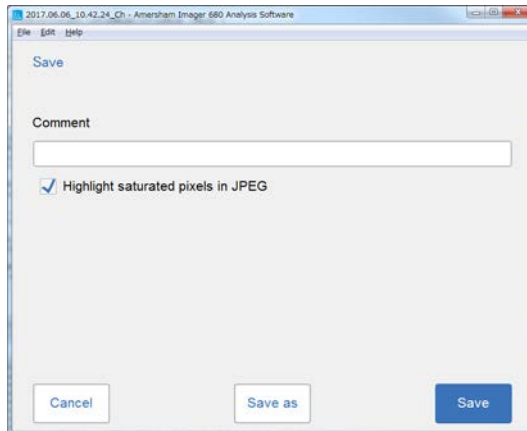 2017.06.06_10.42.24_Ch - Amersham Imager 680 Analysis Software
File Edit Help
Save
Comment
Highlight saturated pixels in JPEG
Cancel Save as Save